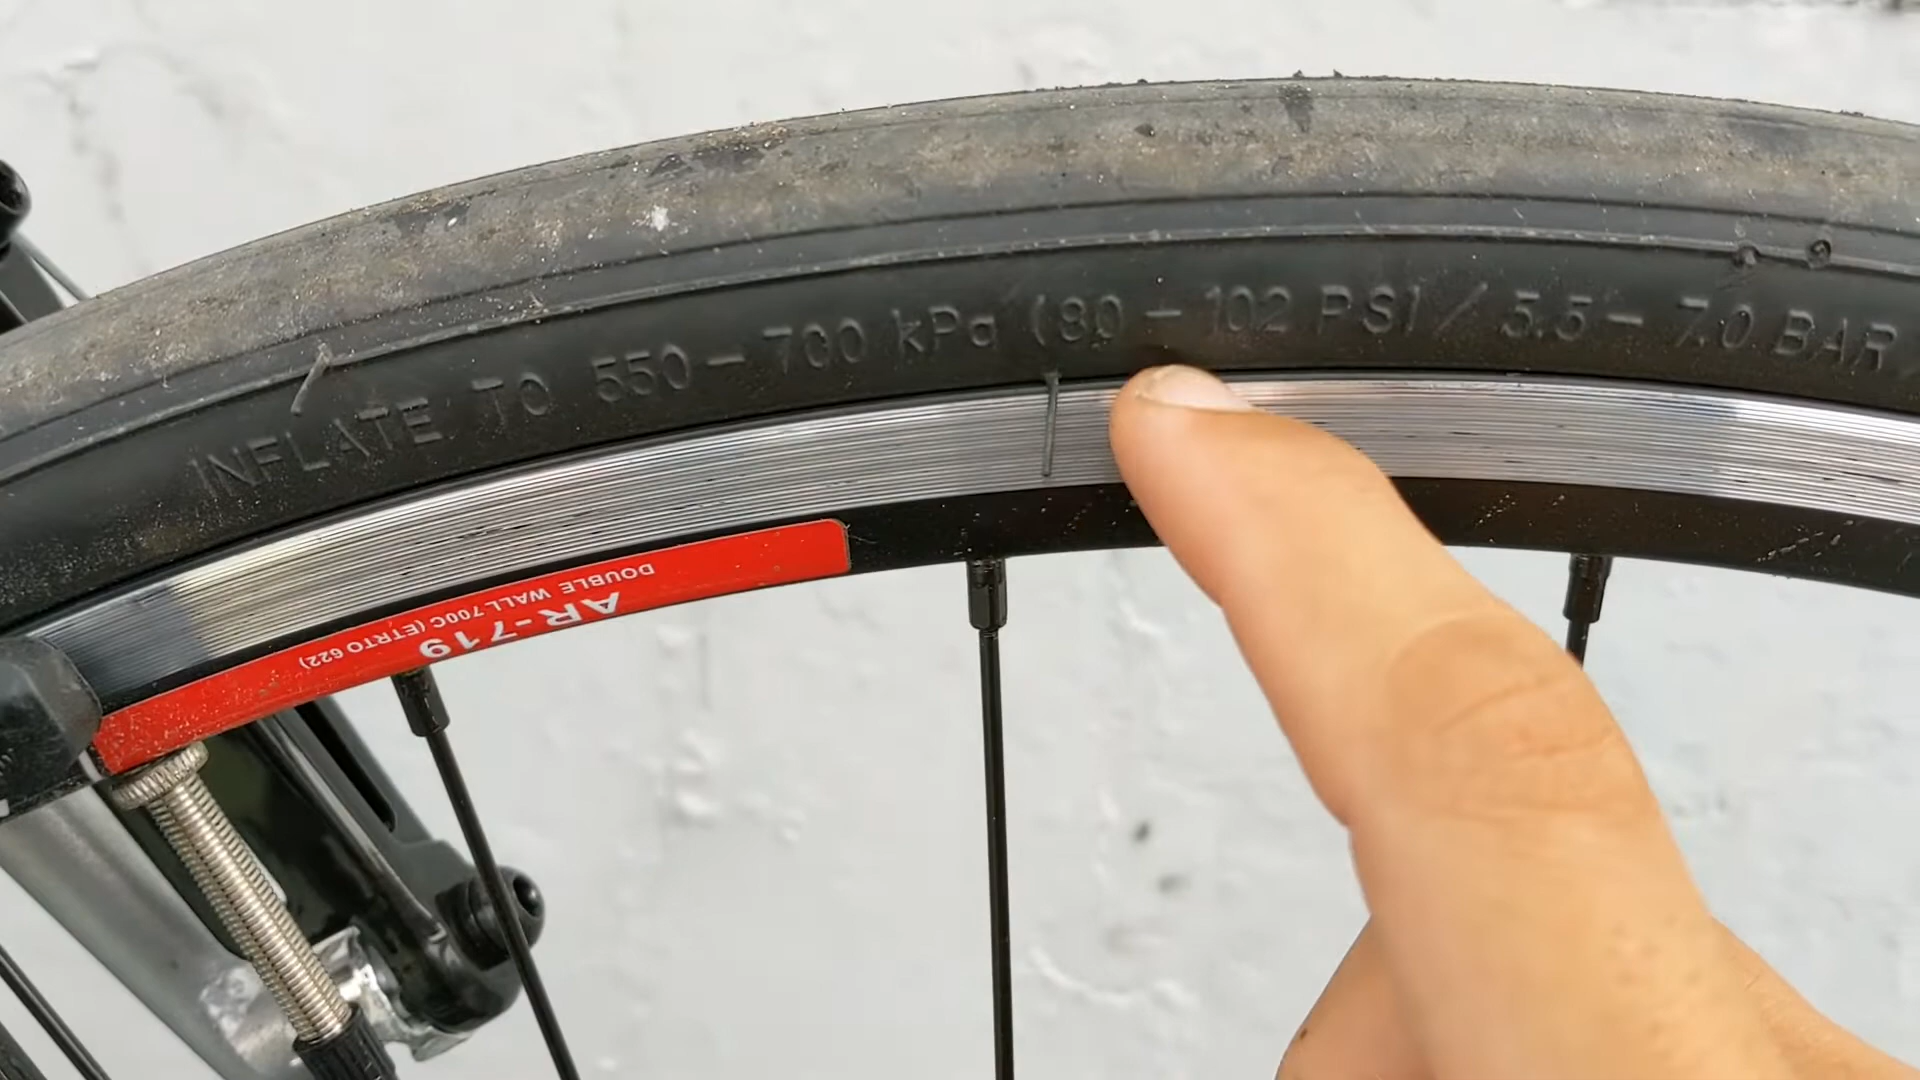 INFLATE TO 550 – 700 kPa (80 – 102 PSI / 5.5 – 7.0 BAR
AR-719
DOUBLE WALL 700C (ETRTO 622)